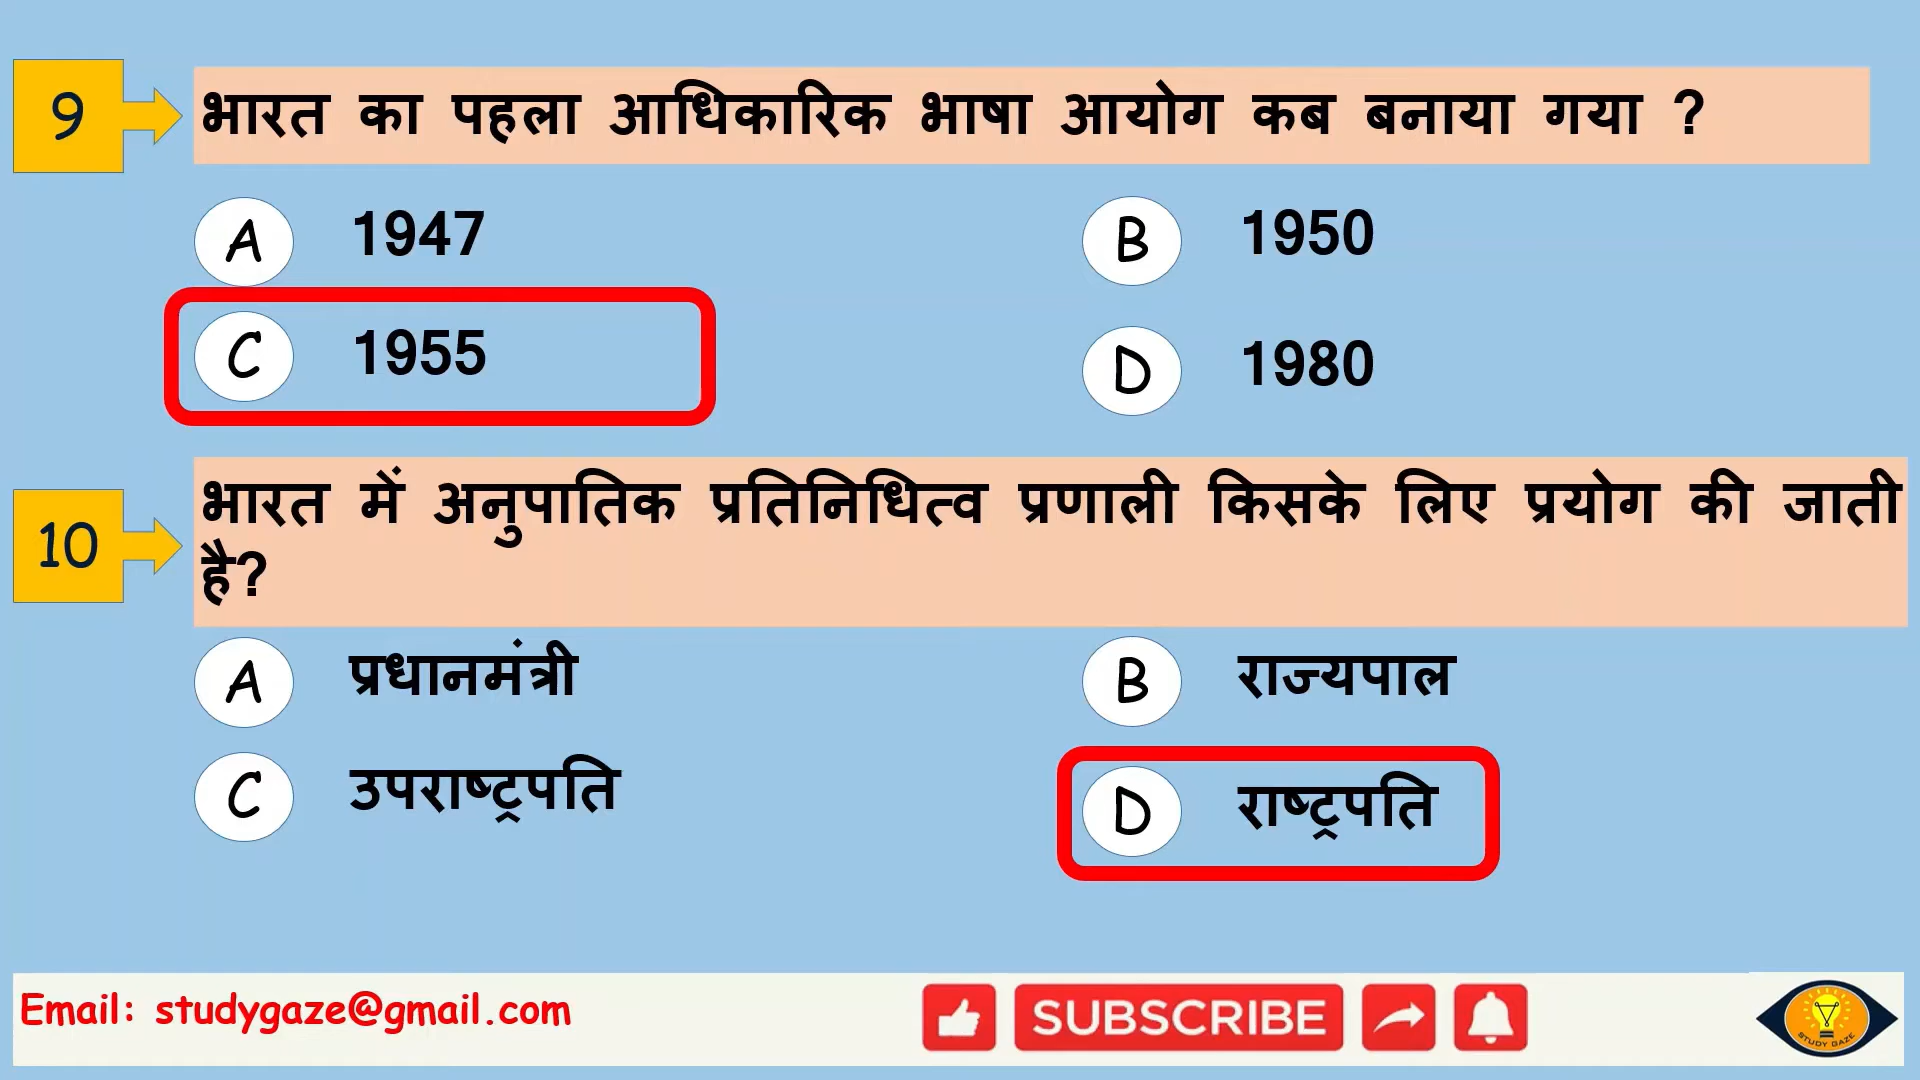 9
भारत का पहला आधिकारिक भाषा आयोग कब बनाया गया ?
A 1947
B 1950
C 1955
D 1980
10
भारत में अनुपातिक प्रतिनिधित्व प्रणाली किसके लिए प्रयोग की जाती
है?
A प्रधानमंत्री
B राज्यपाल
C उपराष्ट्रपति
D राष्ट्रपति
Email: studygaze@gmail.com
SUBSCRIBE
STUDY GAZE